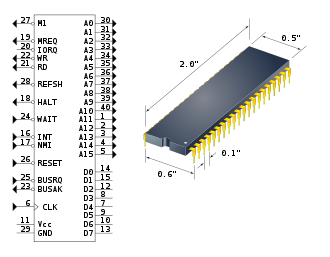 27 M1 A0 30
A1 31
19 MREQ A2 32
20 IORQ A3 33
22 WR A4 34
21 RD A5 35
A6 36
28 REFSH A7 37
A8 38
18 HALT A9 39
A10 40
24 WAIT A11 1
A12 2
16 INT A13 3
17 NMI A14 4
A15 5
26 RESET
D0 14
25 BUSRQ D1 15
23 BUSAK D2 12
D3 8
6 CLK D4 7
D5 9
11 Vcc D6 10
29 GND D7 13
0.5"
2.0"
0.1"
0.6"